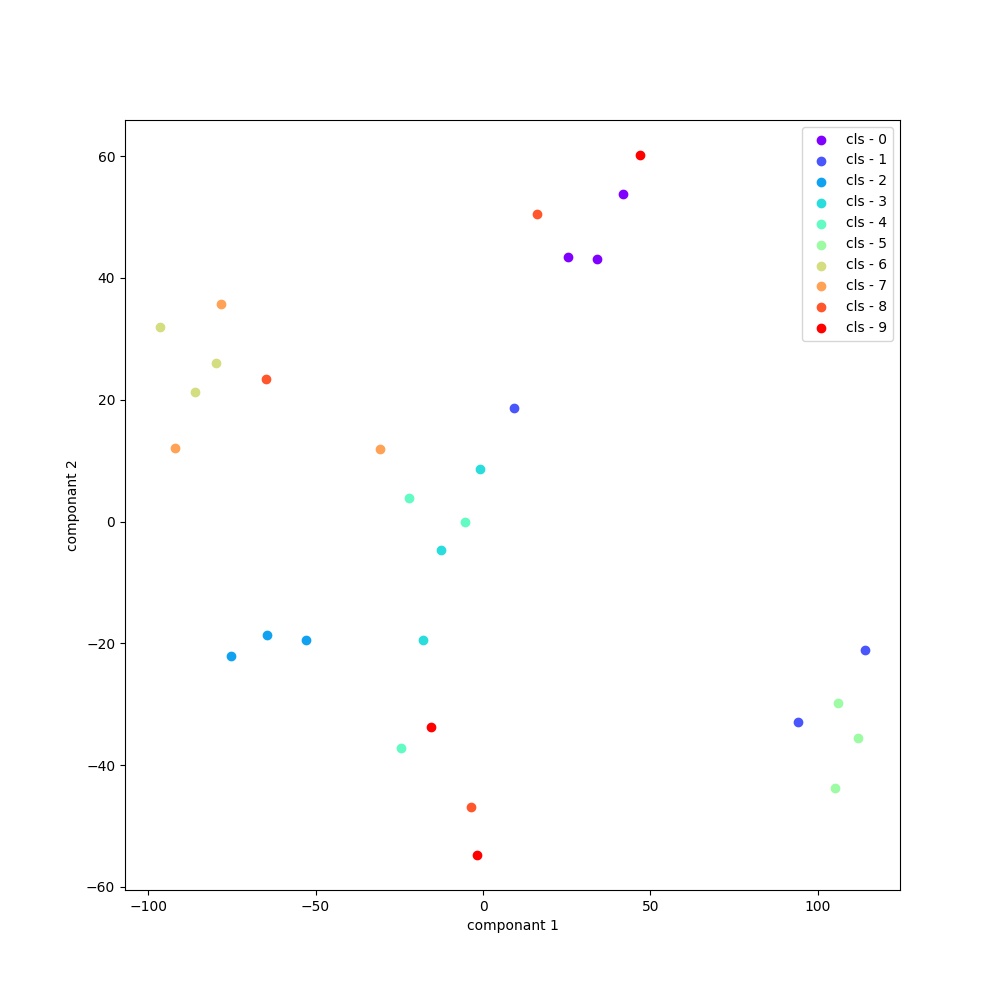 cls - 0
cls - 1
cls - 2
cls - 3
cls - 4
cls - 5
cls - 6
cls - 7
cls - 8
cls - 9
60
40
20
0
−20
−40
−60
componant 2
−100
−50
0
50
100
componant 1